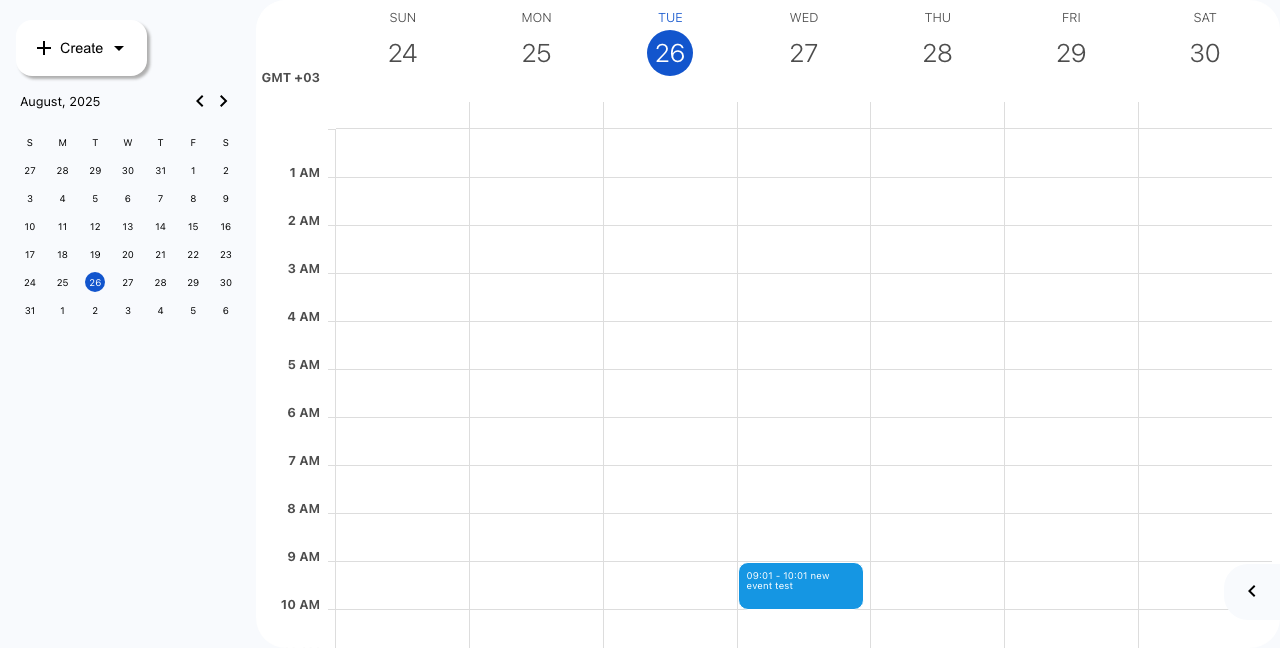 Create
August, 2025
S M T W T F S
27 28 29 30 31 1 2
3 4 5 6 7 8 9
10 11 12 13 14 15 16
17 18 19 20 21 22 23
24 25 26 27 28 29 30
31 1 2 3 4 5 6
SUN MON TUE WED THU FRI SAT
24 25 26 27 28 29 30
GMT +03
1 AM
2 AM
3 AM
4 AM
5 AM
6 AM
7 AM
8 AM
9 AM
09:01 - 10:01 new
event test
10 AM